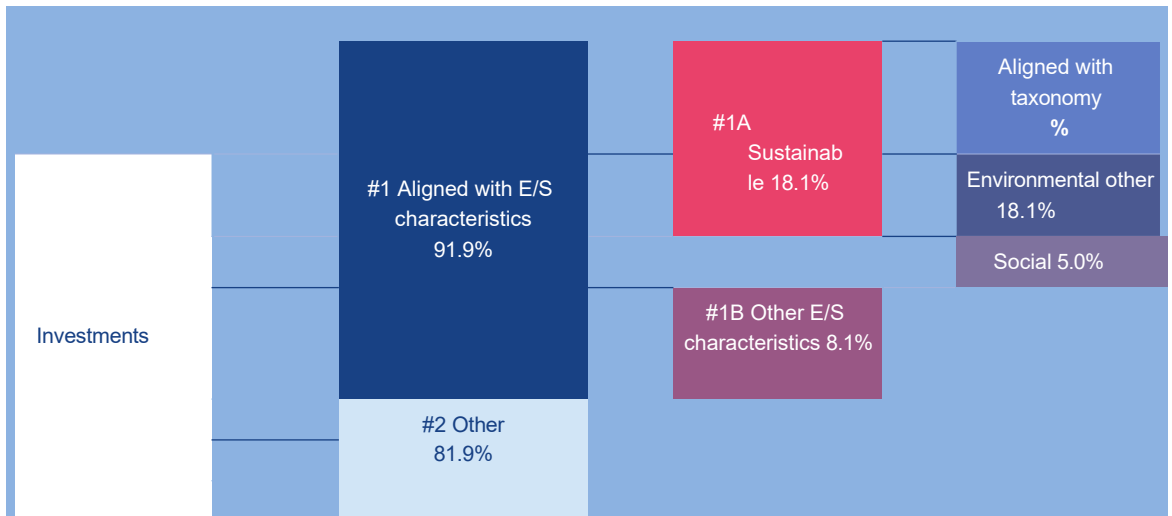 Investments
#1 Aligned with E/S
characteristics
91.9%
#2 Other
81.9%
#1A
Sustainab
le 18.1%
#1B Other E/S
characteristics 8.1%
Aligned with
taxonomy
%
Environmental other
18.1%
Social 5.0%